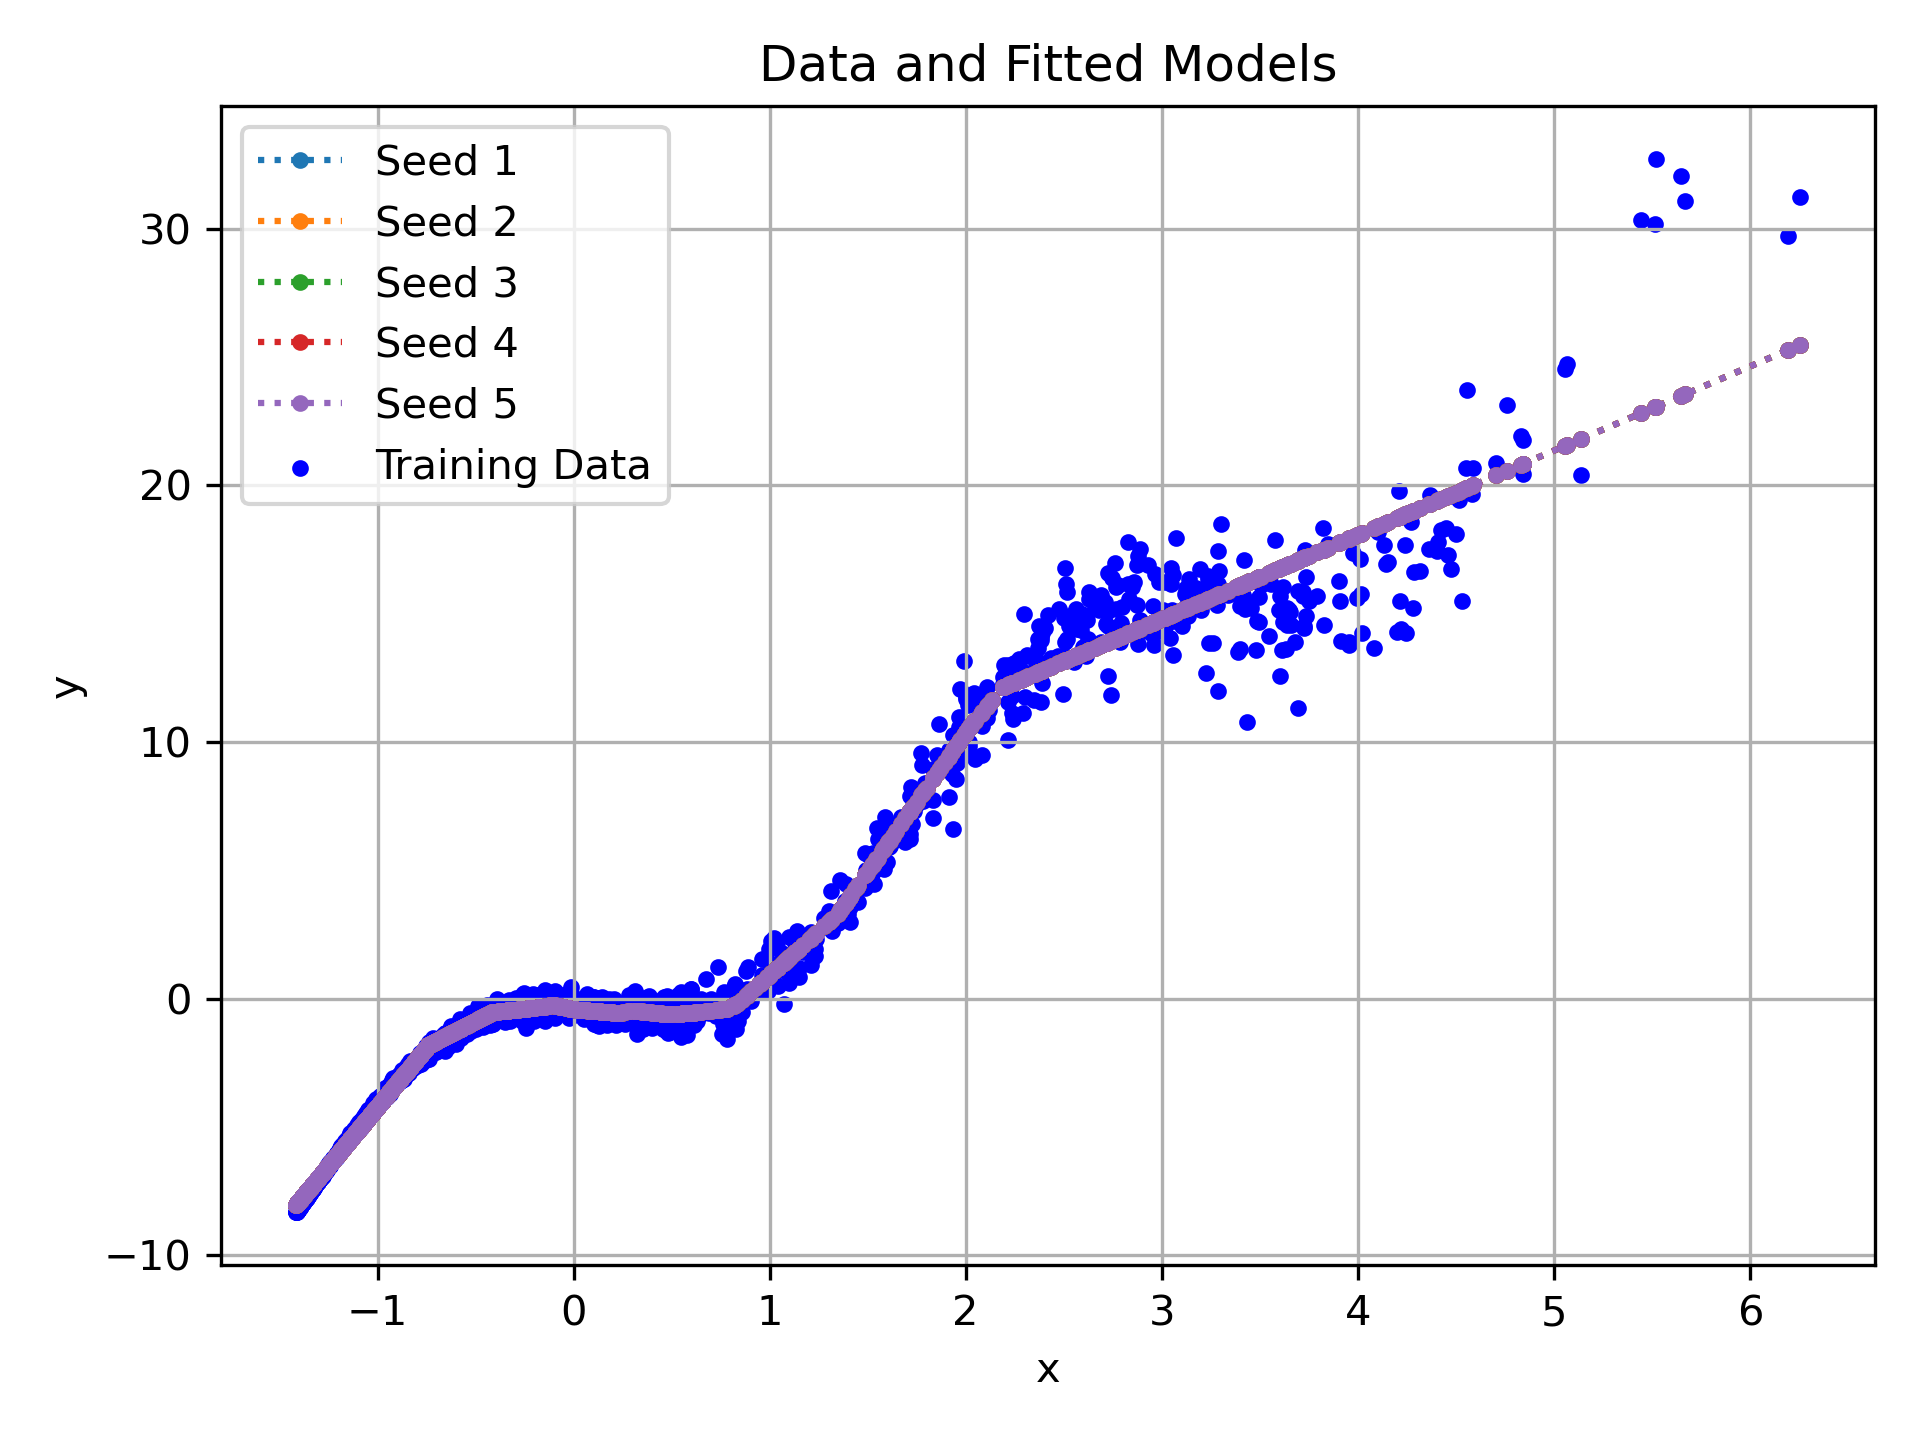 Data and Fitted Models
Seed 1
Seed 2
Seed 3
Seed 4
Seed 5
Training Data
30
20
10
0
−10
y
−1 0 1 2 3 4 5 6
x